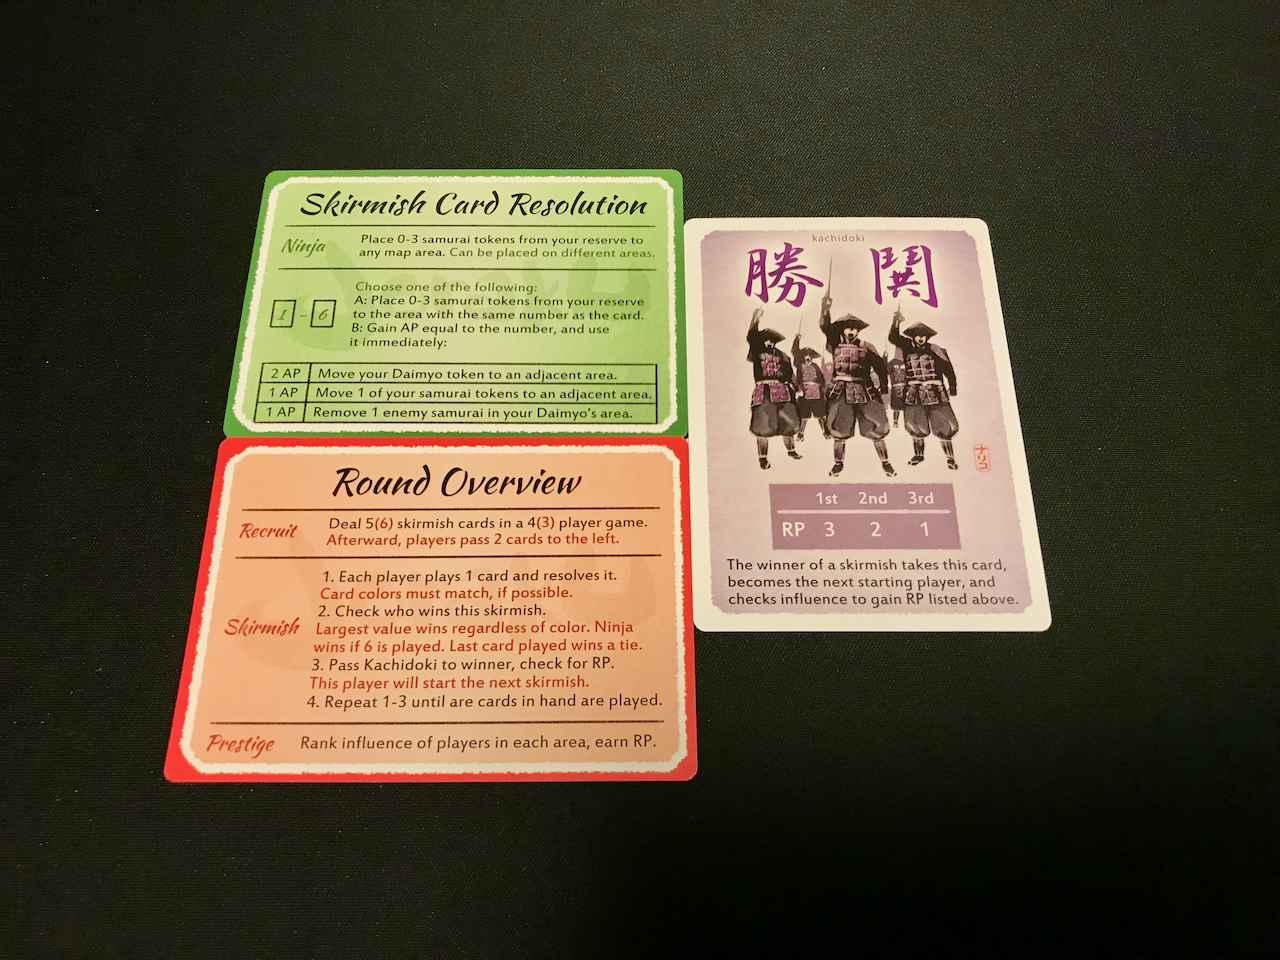 Skirmish Card Resolution
Ninja
Place 0-3 samurai tokens from your reserve to
any map area. Can be placed on different areas.
1 - 6
Choose one of the following:
A: Place 0-3 samurai tokens from your reserve
to the area with the same number as the card.
B: Gain AP equal to the number, and use
it immediately:
2 AP Move your Daimyo token to an adjacent area.
1 AP Move 1 of your samurai tokens to an adjacent area.
1 AP Remove 1 enemy samurai in your Daimyo's area.
Round Overview
Recruit
Deal 5(6) skirmish cards in a 4(3) player game.
Afterward, players pass 2 cards to the left.
Skirmish
1. Each player plays 1 card and resolves it.
Card colors must match, if possible.
2. Check who wins this skirmish.
Largest value wins regardless of color. Ninja
wins if 6 is played. Last card played wins a tie.
3. Pass Kachidoki to winner, check for RP.
This player will start the next skirmish.
4. Repeat 1-3 until are cards in hand are played.
Prestige
Rank influence of players in each area, earn RP.
kachidoki
勝鬨
ナリコ
1st 2nd 3rd
RP 3 2 1
The winner of a skirmish takes this card,
becomes the next starting player, and
checks influence to gain RP listed above.